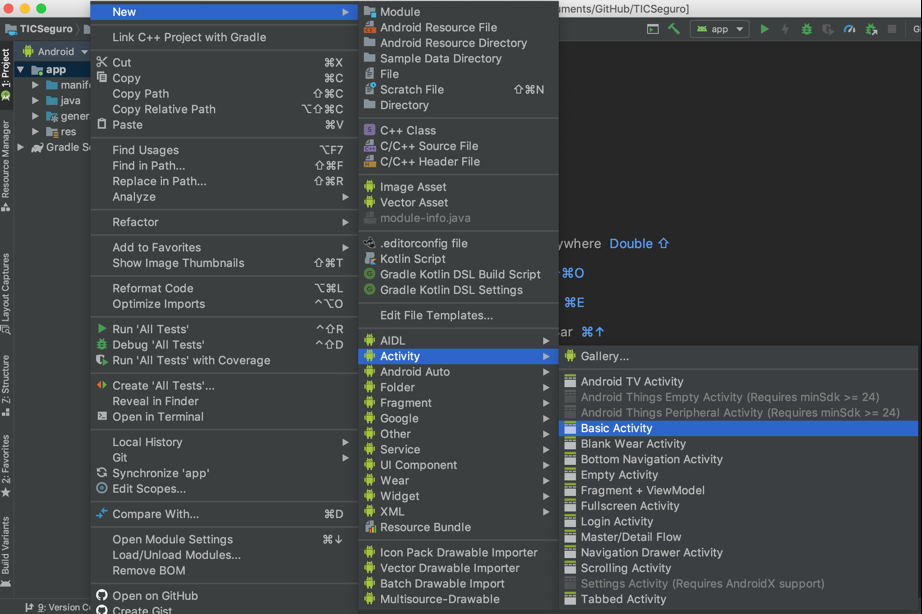 uments/GitHub/TICSeguro]
TICSeguro
app
Android
1: Project
app
manif
java
gener
res
Gradle Sc
Resource Manager
Layout Captures
7: Structure
2: Favorites
Build Variants
9: Version Co
New
Link C++ Project with Gradle
Cut ⌘X
Copy ⌘C
Copy Path ⇧⌘C
Copy Relative Path ⌥⇧⌘C
Paste ⌘V
Find Usages ⌥F7
Find in Path... ⇧⌘F
Replace in Path... ⇧⌘R
Analyze
Refactor
Add to Favorites
Show Image Thumbnails ⇧⌘T
Reformat Code ⌥⌘L
Optimize Imports ^⌥O
Run 'All Tests' ^⇧R
Debug 'All Tests' ^⇧D
Run 'All Tests' with Coverage
Create 'All Tests'...
Reveal in Finder
Open in Terminal
Local History
Git
Synchronize 'app'
Edit Scopes...
Compare With... ⌘D
Open Module Settings ⌘↓
Load/Unload Modules...
Remove BOM
Open on GitHub
Create Gist...
Module
Android Resource File
Android Resource Directory
Sample Data Directory
File
Scratch File ⇧⌘N
Directory
C++ Class
C/C++ Source File
C/C++ Header File
Image Asset
Vector Asset
module-info.java
.editorconfig file
Kotlin Script
Gradle Kotlin DSL Build Script
Gradle Kotlin DSL Settings
Edit File Templates...
AIDL
Activity
Android Auto
Folder
Fragment
Google
Other
Service
UI Component
Wear
Widget
XML
Resource Bundle
Icon Pack Drawable Importer
Vector Drawable Importer
Batch Drawable Import
Multisource-Drawable
ywhere Double ⇧
⌘O
⌘E
ar ⌘↑
Gallery...
Android TV Activity
Android Things Empty Activity (Requires minSdk >= 24)
Android Things Peripheral Activity (Requires minSdk >= 24)
Basic Activity
Blank Wear Activity
Bottom Navigation Activity
Empty Activity
Fragment + ViewModel
Fullscreen Activity
Login Activity
Master/Detail Flow
Navigation Drawer Activity
Scrolling Activity
Settings Activity (Requires AndroidX support)
Tabbed Activity